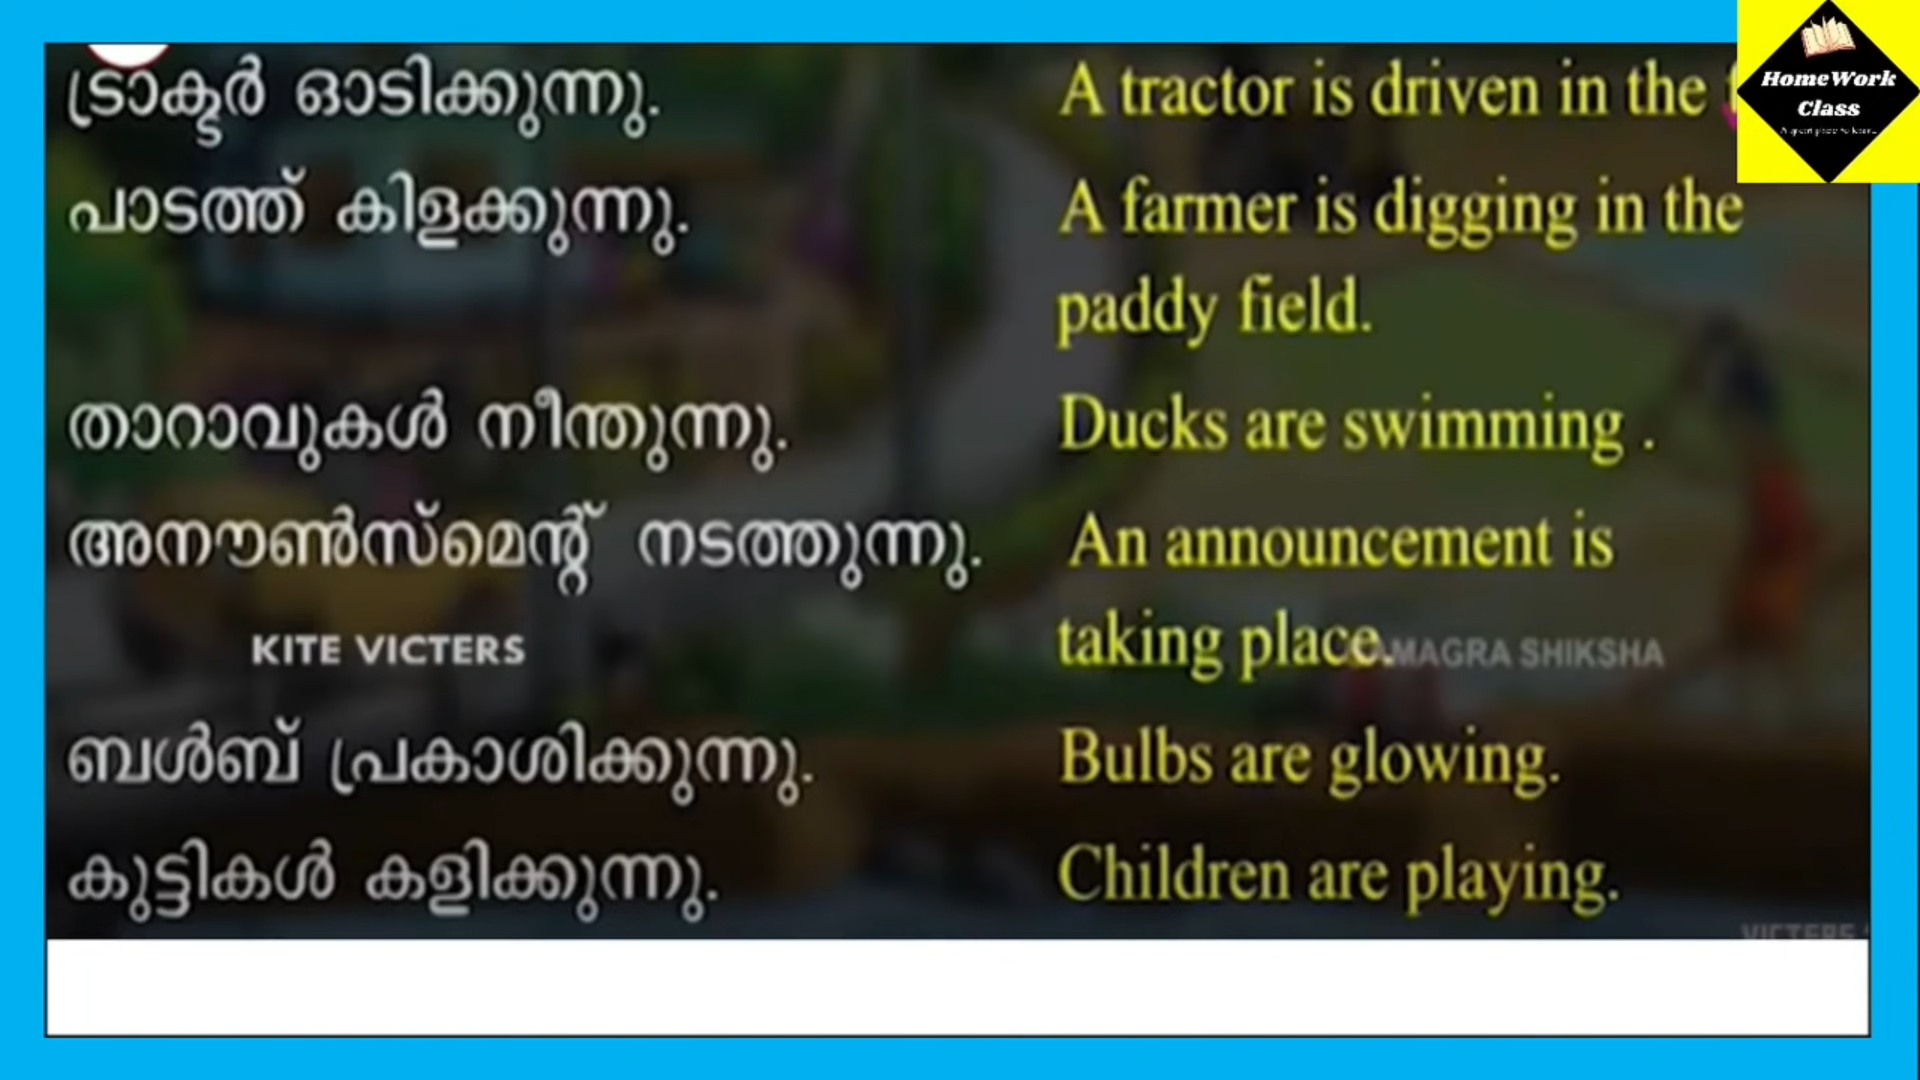 ട്രാക്ടർ ഓടിക്കുന്നു.
A tractor is driven in the
പാടത്ത് കിളക്കുന്നു.
A farmer is digging in the
paddy field.
താറാവുകൾ നീന്തുന്നു.
Ducks are swimming .
അനൗൺസ്മെന്റ് നടത്തുന്നു.
An announcement is
taking place.
KITE VICTERS
SAMAGRA SHIKSHA
ബൾബ് പ്രകാശിക്കുന്നു.
Bulbs are glowing.
കുട്ടികൾ കളിക്കുന്നു.
Children are playing.
VICTERS
HomeWork
Class